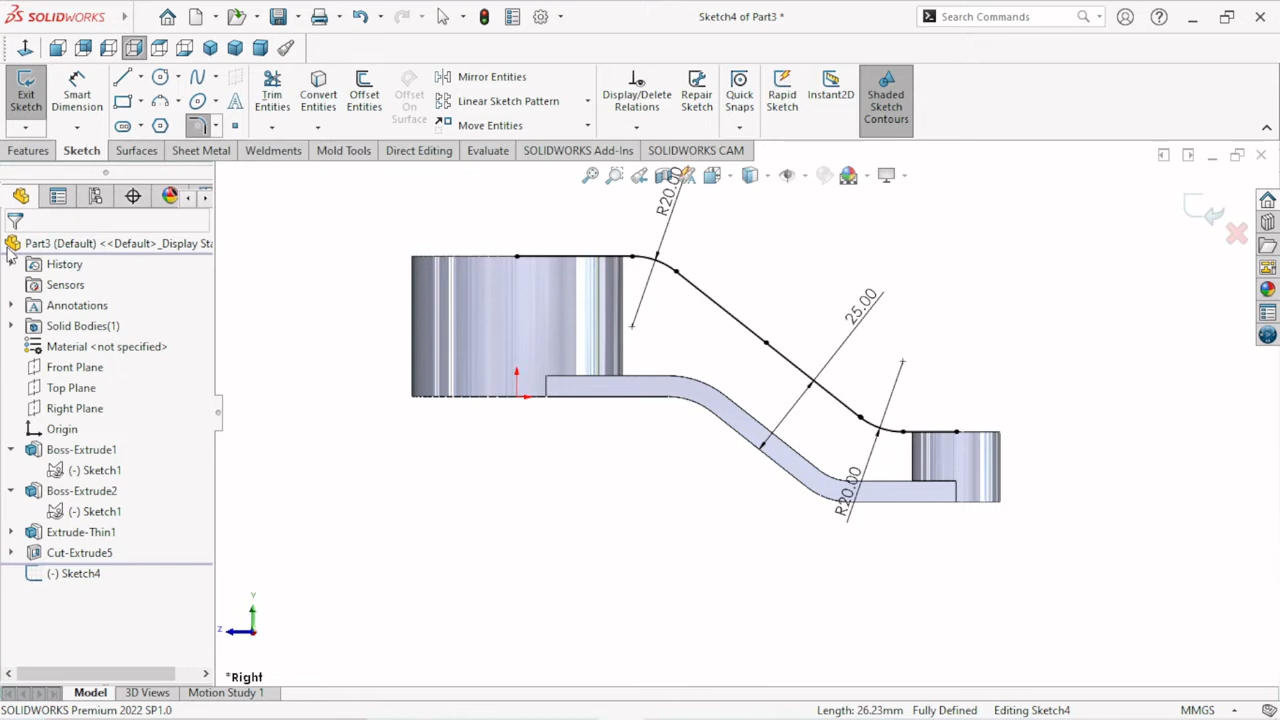 SOLIDWORKS
Sketch4 of Part3 *
Search Commands
Exit Sketch
Smart Dimension
Trim Entities
Convert Entities
Offset Entities
Offset On Surface
Mirror Entities
Linear Sketch Pattern
Move Entities
Display/Delete Relations
Repair Sketch
Quick Snaps
Rapid Sketch
Instant2D
Shaded Sketch Contours
Features
Sketch
Surfaces
Sheet Metal
Weldments
Mold Tools
Direct Editing
Evaluate
SOLIDWORKS Add-Ins
SOLIDWORKS CAM
Part3 (Default) <<Default>_Display Sta
History
Sensors
Annotations
Solid Bodies(1)
Material <not specified>
Front Plane
Top Plane
Right Plane
Origin
Boss-Extrude1
(-) Sketch1
Boss-Extrude2
(-) Sketch1
Extrude-Thin1
Cut-Extrude5
(-) Sketch4
R20.00
25.00
R20.00
Y
Z
*Right
Model
3D Views
Motion Study 1
SOLIDWORKS Premium 2022 SP1.0
Length: 26.23mm
Fully Defined
Editing Sketch4
MMGS